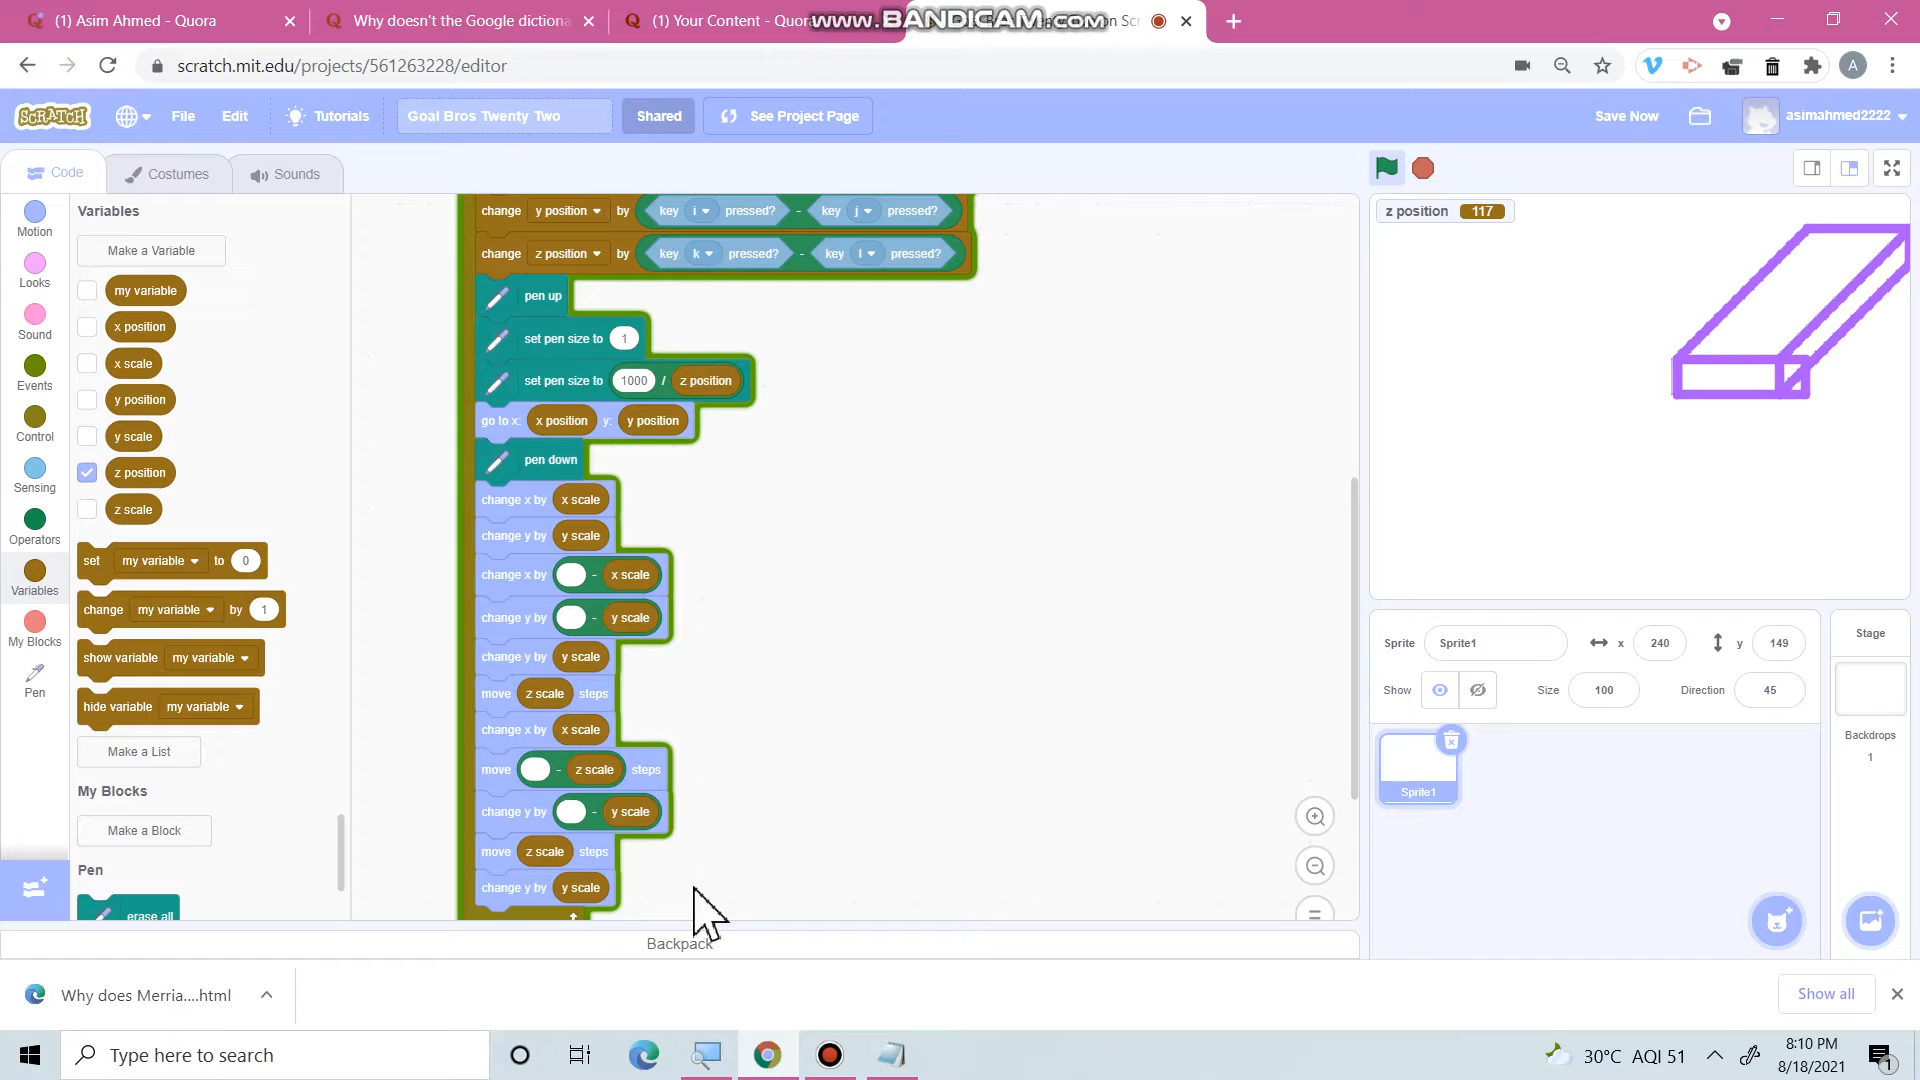 (1) Asim Ahmed - Quora
Why doesn't the Google dictiona
(1) Your Content - Quora
www.BANDICAM.com
scratch.mit.edu/projects/561263228/editor
A
SCRATCH
File
Edit
Tutorials
Goal Bros Twenty Two
Shared
See Project Page
Save Now
asimahmed2222
Code
Costumes
Sounds
Motion
Looks
Sound
Events
Control
Sensing
Operators
Variables
My Blocks
Pen
Variables
Make a Variable
my variable
x position
x scale
y position
y scale
z position
z scale
set my variable to 0
change my variable by 1
show variable my variable
hide variable my variable
Make a List
My Blocks
Make a Block
Pen
erase all
change y position by key i pressed? - key j pressed?
change z position by key k pressed? - key l pressed?
pen up
set pen size to 1
set pen size to 1000 / z position
go to x: x position y: y position
pen down
change x by x scale
change y by y scale
change x by - x scale
change y by - y scale
change y by y scale
move z scale steps
change x by x scale
move - z scale steps
change y by - y scale
move z scale steps
change y by y scale
Backpack
z position 117
Sprite Sprite1 x 240 y 149
Show Size 100 Direction 45
Sprite1
Stage
Backdrops
1
Why does Merria....html
Show all
Type here to search
30°C AQI 51
8:10 PM
8/18/2021
1